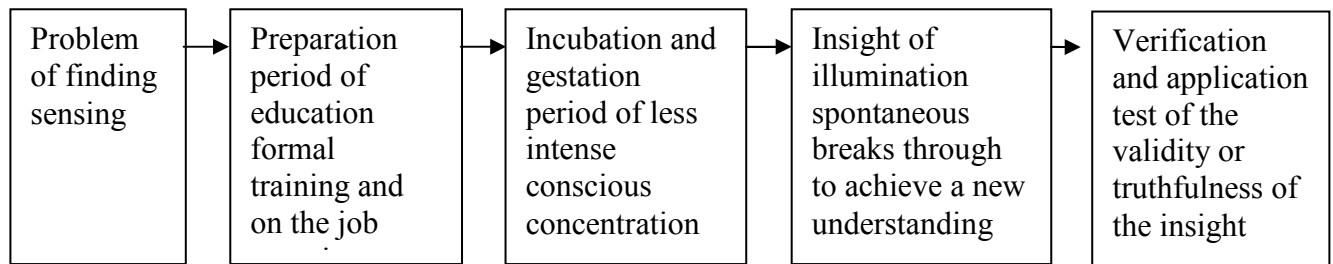 Problem
of finding
sensing
Preparation
period of
education
formal
training and
on the job
Incubation and
gestation
period of less
intense
conscious
concentration
Insight of
illumination
spontaneous
breaks through
to achieve a new
understanding
Verification
and application
test of the
validity or
truthfulness of
the insight